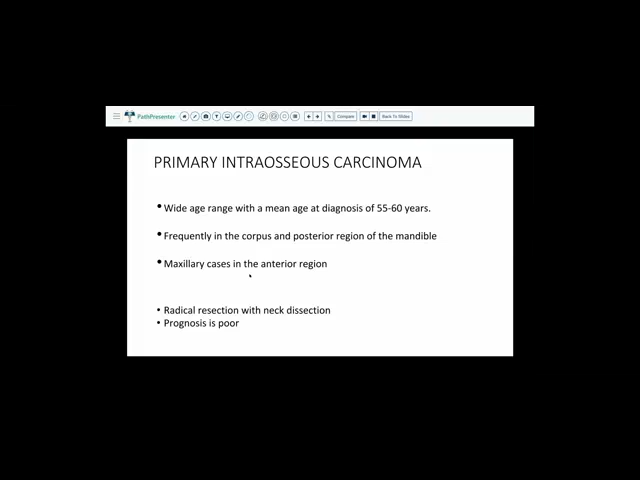 PathPresenter
Compare
Back To Slides
PRIMARY INTRAOSSEOUS CARCINOMA
• Wide age range with a mean age at diagnosis of 55-60 years.
• Frequently in the corpus and posterior region of the mandible
• Maxillary cases in the anterior region
• Radical resection with neck dissection
• Prognosis is poor